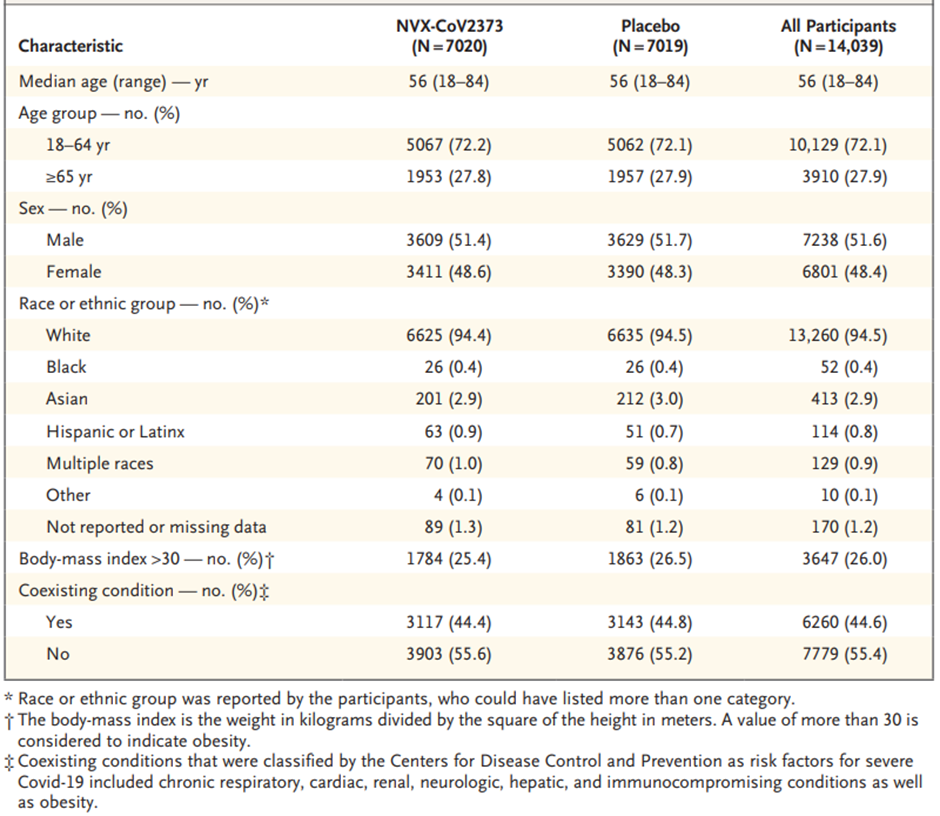 Characteristic NVX-CoV2373 (N=7020) Placebo (N=7019) All Participants (N=14,039)
Median age (range) — yr 56 (18–84) 56 (18–84) 56 (18–84)
Age group — no. (%)
18–64 yr 5067 (72.2) 5062 (72.1) 10,129 (72.1)
≥65 yr 1953 (27.8) 1957 (27.9) 3910 (27.9)
Sex — no. (%)
Male 3609 (51.4) 3629 (51.7) 7238 (51.6)
Female 3411 (48.6) 3390 (48.3) 6801 (48.4)
Race or ethnic group — no. (%)*
White 6625 (94.4) 6635 (94.5) 13,260 (94.5)
Black 26 (0.4) 26 (0.4) 52 (0.4)
Asian 201 (2.9) 212 (3.0) 413 (2.9)
Hispanic or Latinx 63 (0.9) 51 (0.7) 114 (0.8)
Multiple races 70 (1.0) 59 (0.8) 129 (0.9)
Other 4 (0.1) 6 (0.1) 10 (0.1)
Not reported or missing data 89 (1.3) 81 (1.2) 170 (1.2)
Body-mass index >30 — no. (%)† 1784 (25.4) 1863 (26.5) 3647 (26.0)
Coexisting condition — no. (%)‡
Yes 3117 (44.4) 3143 (44.8) 6260 (44.6)
No 3903 (55.6) 3876 (55.2) 7779 (55.4)
* Race or ethnic group was reported by the participants, who could have listed more than one category.
† The body-mass index is the weight in kilograms divided by the square of the height in meters. A value of more than 30 is
considered to indicate obesity.
‡ Coexisting conditions that were classified by the Centers for Disease Control and Prevention as risk factors for severe
Covid-19 included chronic respiratory, cardiac, renal, neurologic, hepatic, and immunocompromising conditions as well
as obesity.